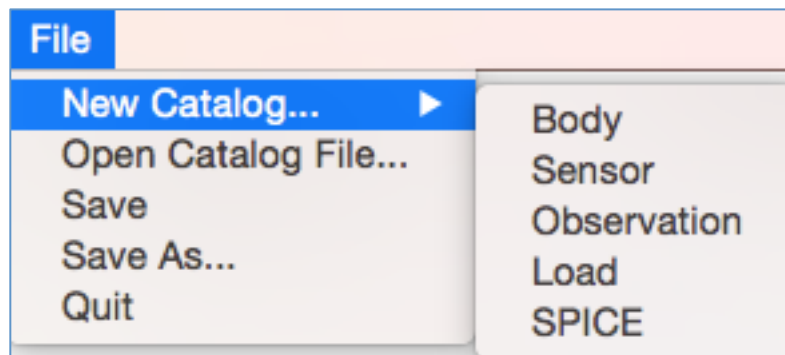 File
New Catalog...
Open Catalog File...
Save
Save As...
Quit
Body
Sensor
Observation
Load
SPICE